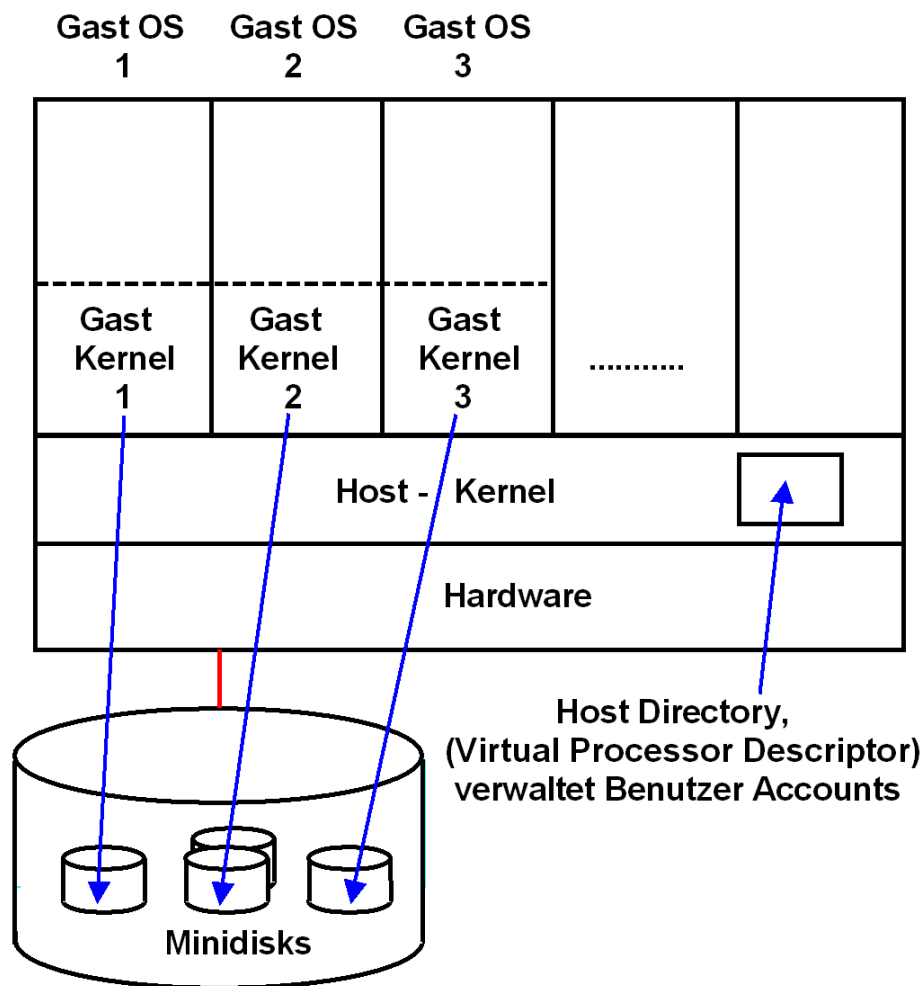 Gast OS
1
Gast OS
2
Gast OS
3
Gast
Kernel
1
Gast
Kernel
2
Gast
Kernel
3
...........
Host - Kernel
Hardware
Host Directory,
(Virtual Processor Descriptor)
verwaltet Benutzer Accounts
Minidisks